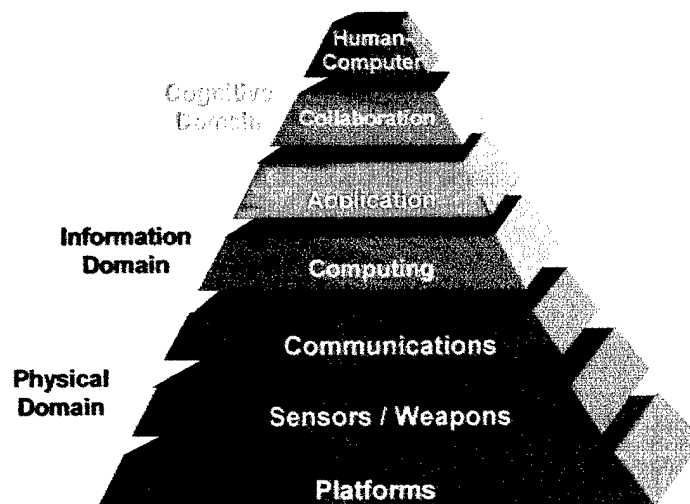 Human-
Computer
Cognitive
Domain
Collaboration
Application
Information
Domain
Computing
Communications
Physical
Domain
Sensors / Weapons
Platforms